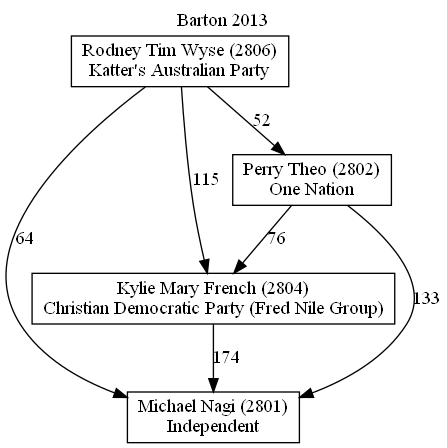 Barton 2013
Rodney Tim Wyse (2806)
Katter's Australian Party
52
Perry Theo (2802)
One Nation
64
115
76
133
Kylie Mary French (2804)
Christian Democratic Party (Fred Nile Group)
174
Michael Nagi (2801)
Independent